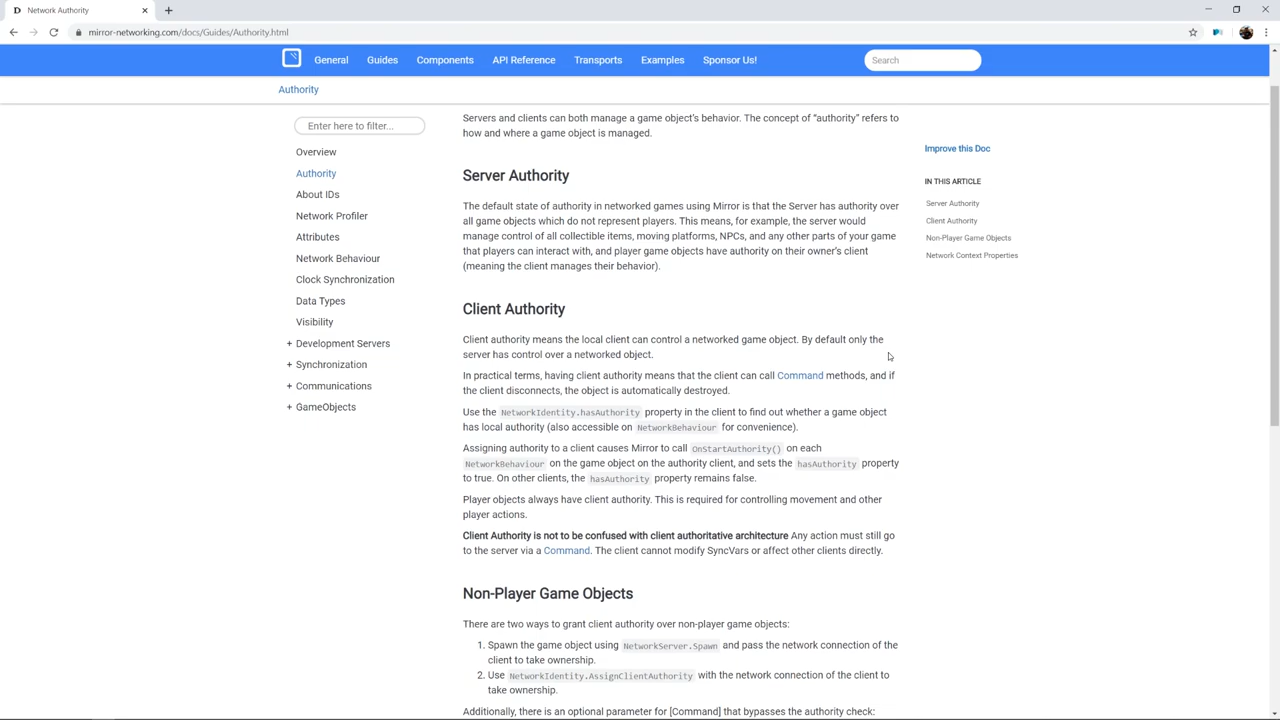 Network Authority
mirror-networking.com/docs/Guides/Authority.html
General Guides Components API Reference Transports Examples Sponsor Us! Search
Authority
Enter here to filter...
Overview
Authority
About IDs
Network Profiler
Attributes
Network Behaviour
Clock Synchronization
Data Types
Visibility
+ Development Servers
+ Synchronization
+ Communications
+ GameObjects
Servers and clients can both manage a game object's behavior. The concept of “authority” refers to
how and where a game object is managed.
Server Authority
The default state of authority in networked games using Mirror is that the Server has authority over
all game objects which do not represent players. This means, for example, the server would
manage control of all collectible items, moving platforms, NPCs, and any other parts of your game
that players can interact with, and player game objects have authority on their owner's client
(meaning the client manages their behavior).
Client Authority
Client authority means the local client can control a networked game object. By default only the
server has control over a networked object.
In practical terms, having client authority means that the client can call Command methods, and if
the client disconnects, the object is automatically destroyed.
Use the NetworkIdentity.hasAuthority property in the client to find out whether a game object
has local authority (also accessible on NetworkBehaviour for convenience).
Assigning authority to a client causes Mirror to call OnStartAuthority() on each
NetworkBehaviour on the game object on the authority client, and sets the hasAuthority property
to true. On other clients, the hasAuthority property remains false.
Player objects always have client authority. This is required for controlling movement and other
player actions.
Client Authority is not to be confused with client authoritative architecture Any action must still go
to the server via a Command. The client cannot modify SyncVars or affect other clients directly.
Non-Player Game Objects
There are two ways to grant client authority over non-player game objects:
1. Spawn the game object using NetworkServer.Spawn and pass the network connection of the
client to take ownership.
2. Use NetworkIdentity.AssignClientAuthority with the network connection of the client to
take ownership.
Additionally, there is an optional parameter for [Command] that bypasses the authority check:
Improve this Doc
IN THIS ARTICLE
Server Authority
Client Authority
Non-Player Game Objects
Network Context Properties